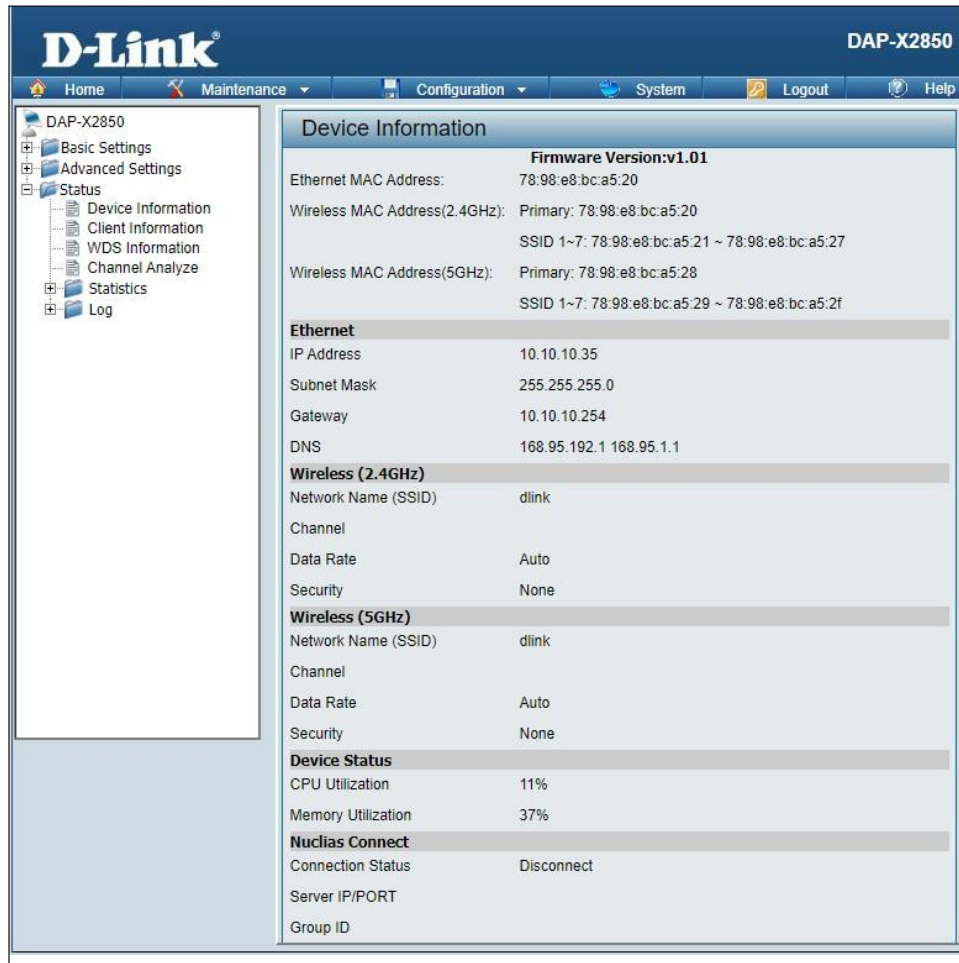 D-Link®
DAP-X2850
Home Maintenance Configuration System Logout Help
DAP-X2850
Basic Settings
Advanced Settings
Status
Device Information
Client Information
WDS Information
Channel Analyze
Statistics
Log
Device Information
Firmware Version:v1.01
Ethernet MAC Address: 78:98:e8:bc:a5:20
Wireless MAC Address(2.4GHz): Primary: 78:98:e8:bc:a5:20
SSID 1~7: 78:98:e8:bc:a5:21 ~ 78:98:e8:bc:a5:27
Wireless MAC Address(5GHz): Primary: 78:98:e8:bc:a5:28
SSID 1~7: 78:98:e8:bc:a5:29 ~ 78:98:e8:bc:a5:2f
Ethernet
IP Address 10.10.10.35
Subnet Mask 255.255.255.0
Gateway 10.10.10.254
DNS 168.95.192.1 168.95.1.1
Wireless (2.4GHz)
Network Name (SSID) dlink
Channel
Data Rate Auto
Security None
Wireless (5GHz)
Network Name (SSID) dlink
Channel
Data Rate Auto
Security None
Device Status
CPU Utilization 11%
Memory Utilization 37%
Nuclias Connect
Connection Status Disconnect
Server IP/PORT
Group ID